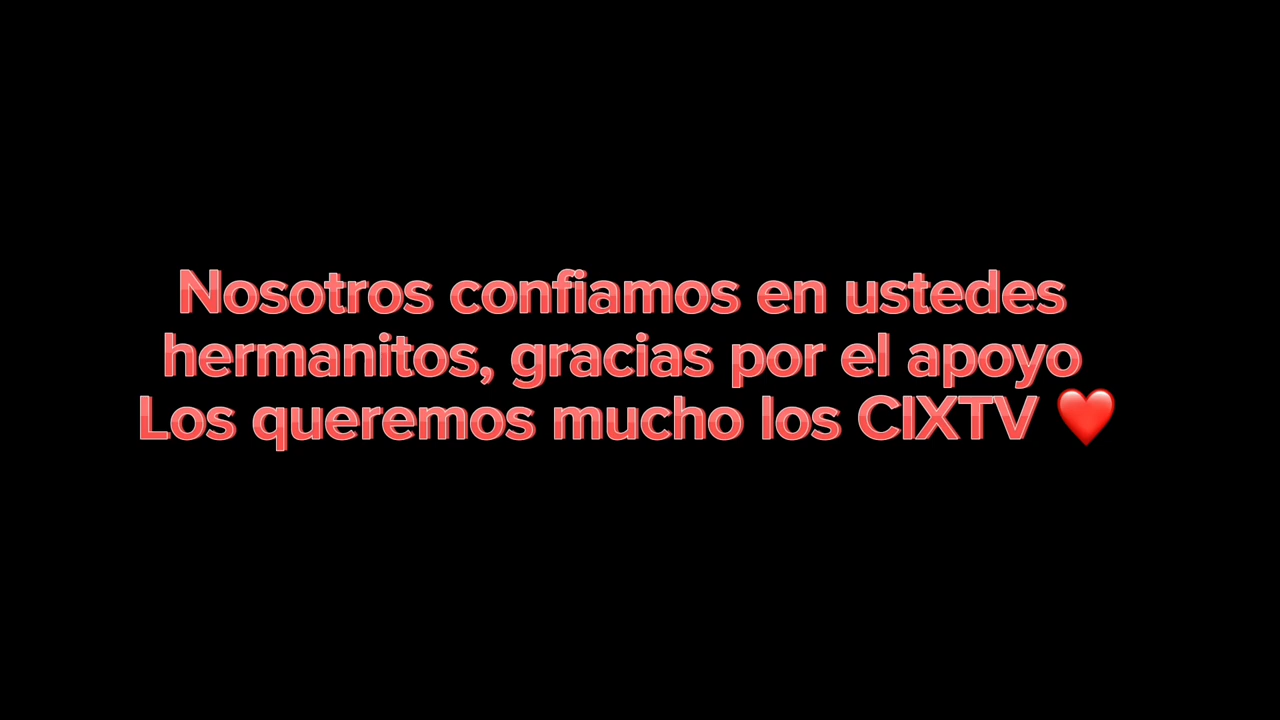 Nosotros confiamos en ustedes
hermanitos, gracias por el apoyo
Los queremos mucho los CIXTV ❤️